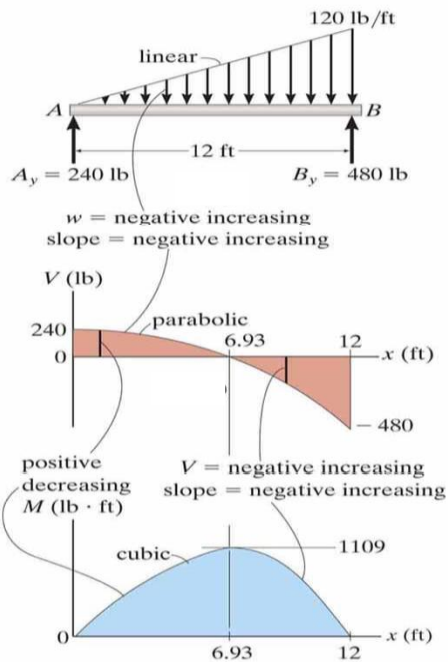 120 lb/ft
linear
A
B
12 ft
A_y = 240 lb
B_y = 480 lb
w = negative increasing
slope = negative increasing
V (lb)
240
parabolic
6.93
12
0
x (ft)
− 480
positive
decreasing
M (lb · ft)
V = negative increasing
slope = negative increasing
cubic
1109
0
x (ft)
6.93
12